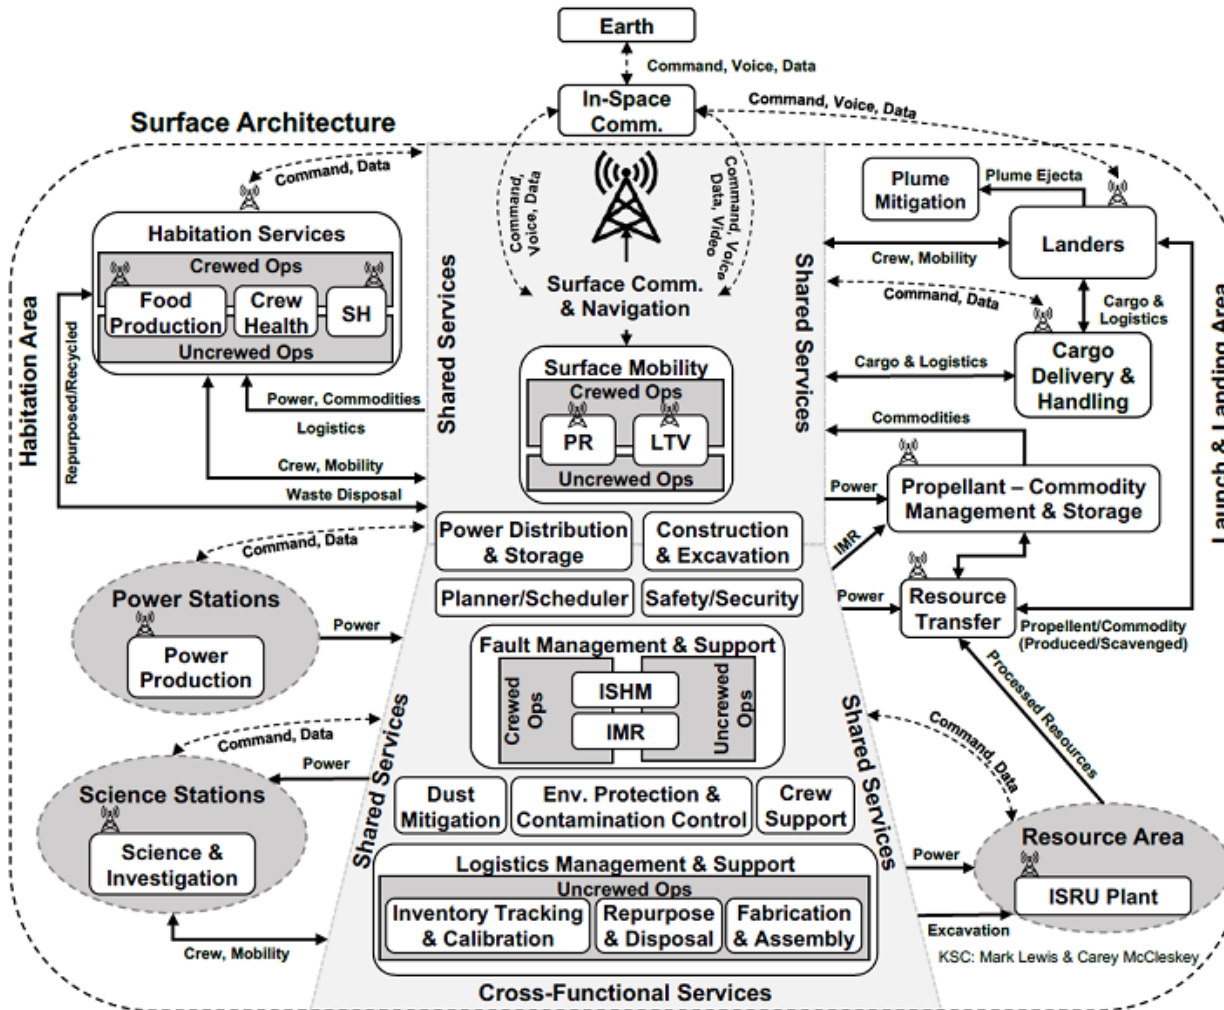 Earth
Command, Voice, Data
In-Space
Comm.
Command, Voice, Data
Surface Architecture
Command, Data
Command,
Voice, Data
Command, Voice
Data, Video
Plume
Mitigation
Plume Ejecta
Landers
Habitation Services
Crewed Ops
Food
Production
Crew
Health
SH
Uncrewed Ops
Habitation Area
Repurposed/Recycled
Shared Services
Surface Comm.
& Navigation
Shared Services
Crew, Mobility
Command, Data
Cargo &
Logistics
Launch & Landing Area
Cargo
Delivery &
Handling
Cargo & Logistics
Surface Mobility
Crewed Ops
PR
LTV
Uncrewed Ops
Power, Commodities
Logistics
Crew, Mobility
Waste Disposal
Commodities
Power
Propellant – Commodity
Management & Storage
IMR
Command, Data
Power Distribution
& Storage
Construction
& Excavation
Planner/Scheduler
Safety/Security
Power
Resource
Transfer
Propellent/Commodity
(Produced/Scavenged)
Power Stations
Power
Production
Power
Fault Management & Support
Crewed
Ops
ISHM
IMR
Uncrewed
Ops
Processed Resources
Command, Data
Command, Data
Power
Shared Services
Shared Services
Science Stations
Science &
Investigation
Dust
Mitigation
Env. Protection &
Contamination Control
Crew
Support
Logistics Management & Support
Uncrewed Ops
Inventory Tracking
& Calibration
Repurpose
& Disposal
Fabrication
& Assembly
Power
Resource Area
ISRU Plant
Excavation
Crew, Mobility
KSC: Mark Lewis & Carey McCleskey
Cross-Functional Services